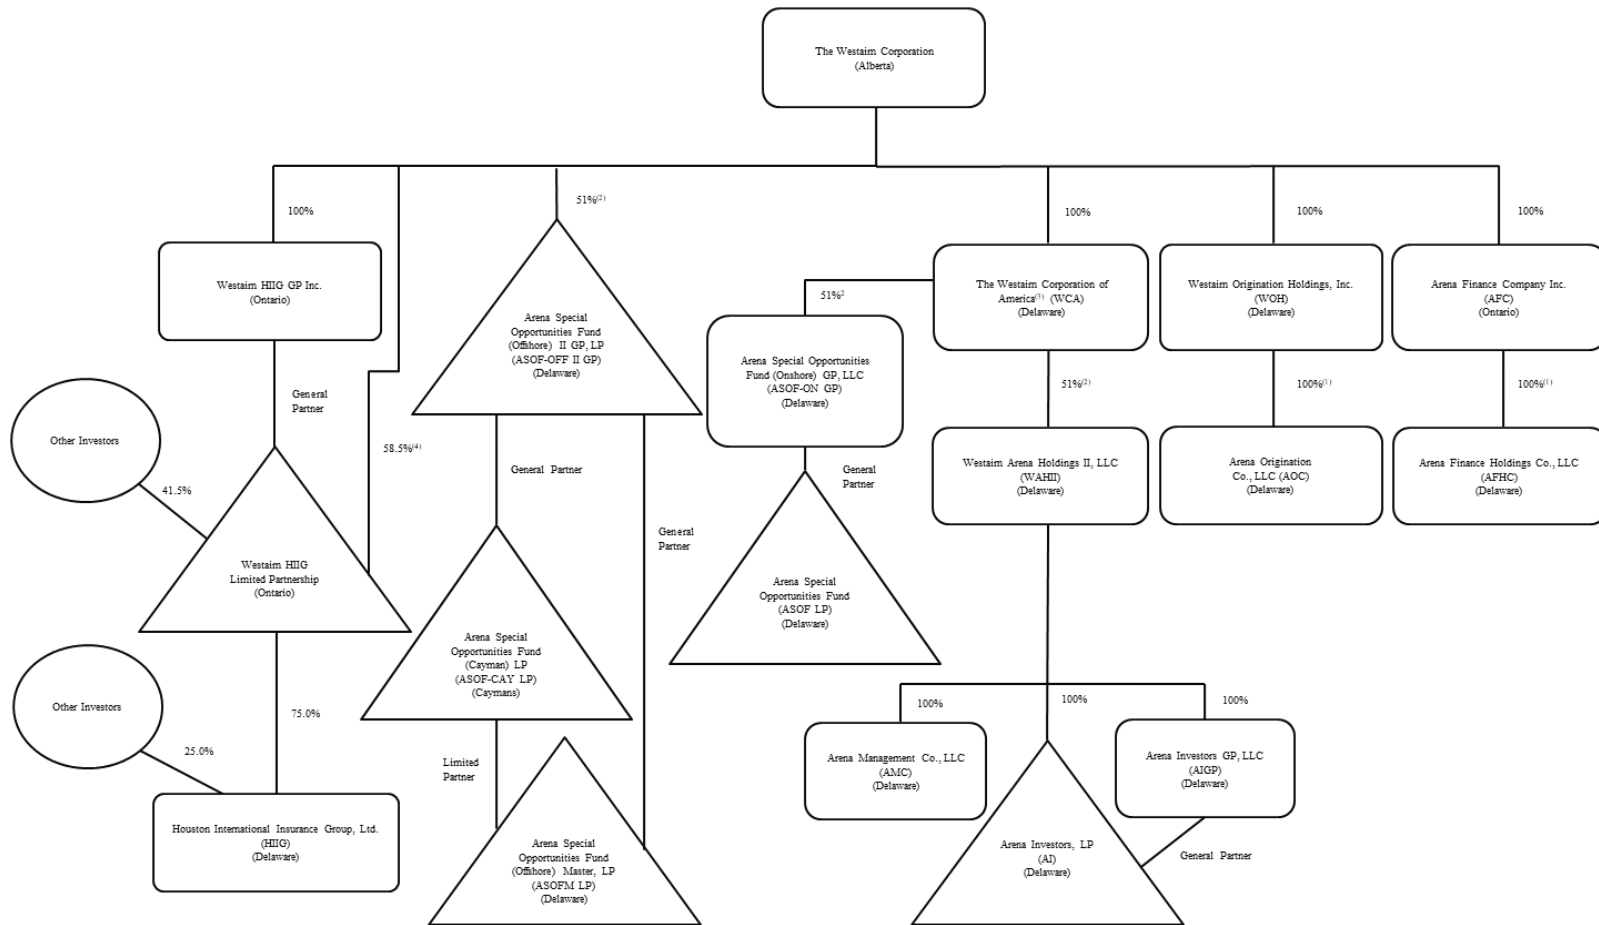 The Westaim Corporation
(Alberta)
100%
51%(2)
100%
100%
100%
Westaim HIIG GP Inc.
(Ontario)
The Westaim Corporation of
America(3) (WCA)
(Delaware)
Westaim Origination Holdings, Inc.
(WOH)
(Delaware)
Arena Finance Company Inc.
(AFC)
(Ontario)
51%2
Arena Special
Opportunities Fund
(Offshore) II GP, LP
(ASOF-OFF II GP)
(Delaware)
Arena Special Opportunities
Fund (Onshore) GP, LLC
(ASOF-ON GP)
(Delaware)
51%(2)
100%(1)
100%(1)
General
Partner
Other Investors
58.5%(4)
General Partner
General
Partner
Westaim Arena Holdings II, LLC
(WAHII)
(Delaware)
Arena Origination
Co., LLC (AOC)
(Delaware)
Arena Finance Holdings Co., LLC
(AFHC)
(Delaware)
41.5%
General
Partner
Westaim HIIG
Limited Partnership
(Ontario)
Arena Special
Opportunities Fund
(ASOF LP)
(Delaware)
Arena Special
Opportunities Fund
(Cayman) LP
(ASOF-CAY LP)
(Caymans)
Other Investors
75.0%
25.0%
100%
100%
100%
Limited
Partner
Arena Management Co., LLC
(AMC)
(Delaware)
Arena Investors GP, LLC
(AIGP)
(Delaware)
Houston International Insurance Group, Ltd.
(HIIG)
(Delaware)
Arena Special
Opportunities Fund
(Offshore) Master, LP
(ASOFM LP)
(Delaware)
Arena Investors, LP
(AI)
(Delaware)
General Partner